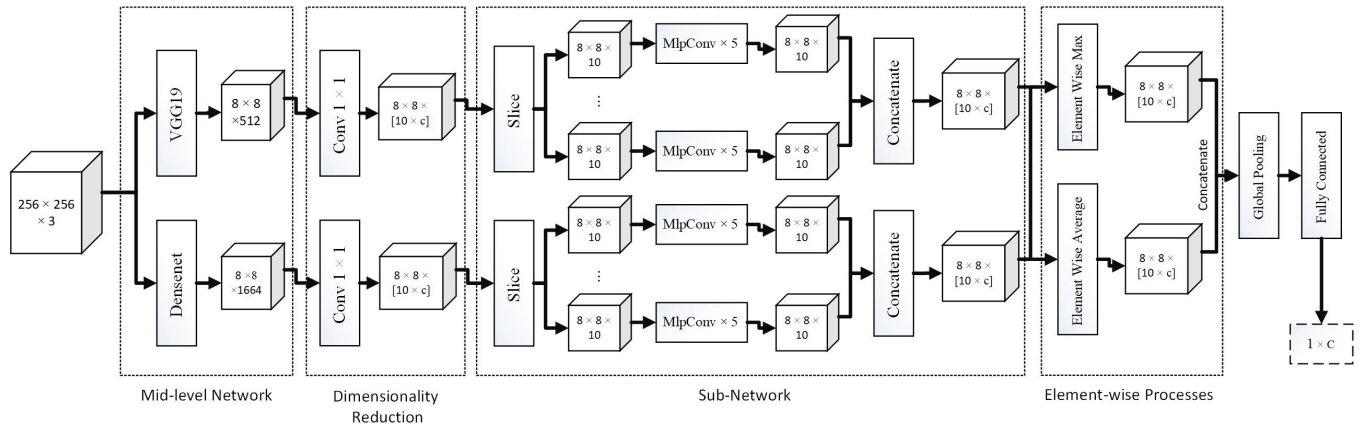 256 × 256
× 3
VGG19
8 × 8
×512
Densenet
8 ×8
×1664
Mid-level Network
Conv 1 × 1
8 × 8 ×
[10 × c]
Conv 1 × 1
8 × 8 ×
[10 × c]
Dimensionality
Reduction
Slice
8 × 8 ×
10
MlpConv × 5
8 × 8 ×
10
...
8 × 8 ×
10
MlpConv × 5
8 × 8 ×
10
Concatenate
8 × 8 ×
[10 × c]
Slice
8 × 8 ×
10
MlpConv × 5
8 × 8 ×
10
...
8 × 8 ×
10
MlpConv × 5
8 × 8 ×
10
Concatenate
8 × 8 ×
[10 × c]
Sub-Network
Element Wise Max
8 × 8 ×
[10 × c]
Element Wise Average
8 × 8 ×
[10 × c]
Concatenate
Element-wise Processes
Global Pooling
Fully Connected
1 × C